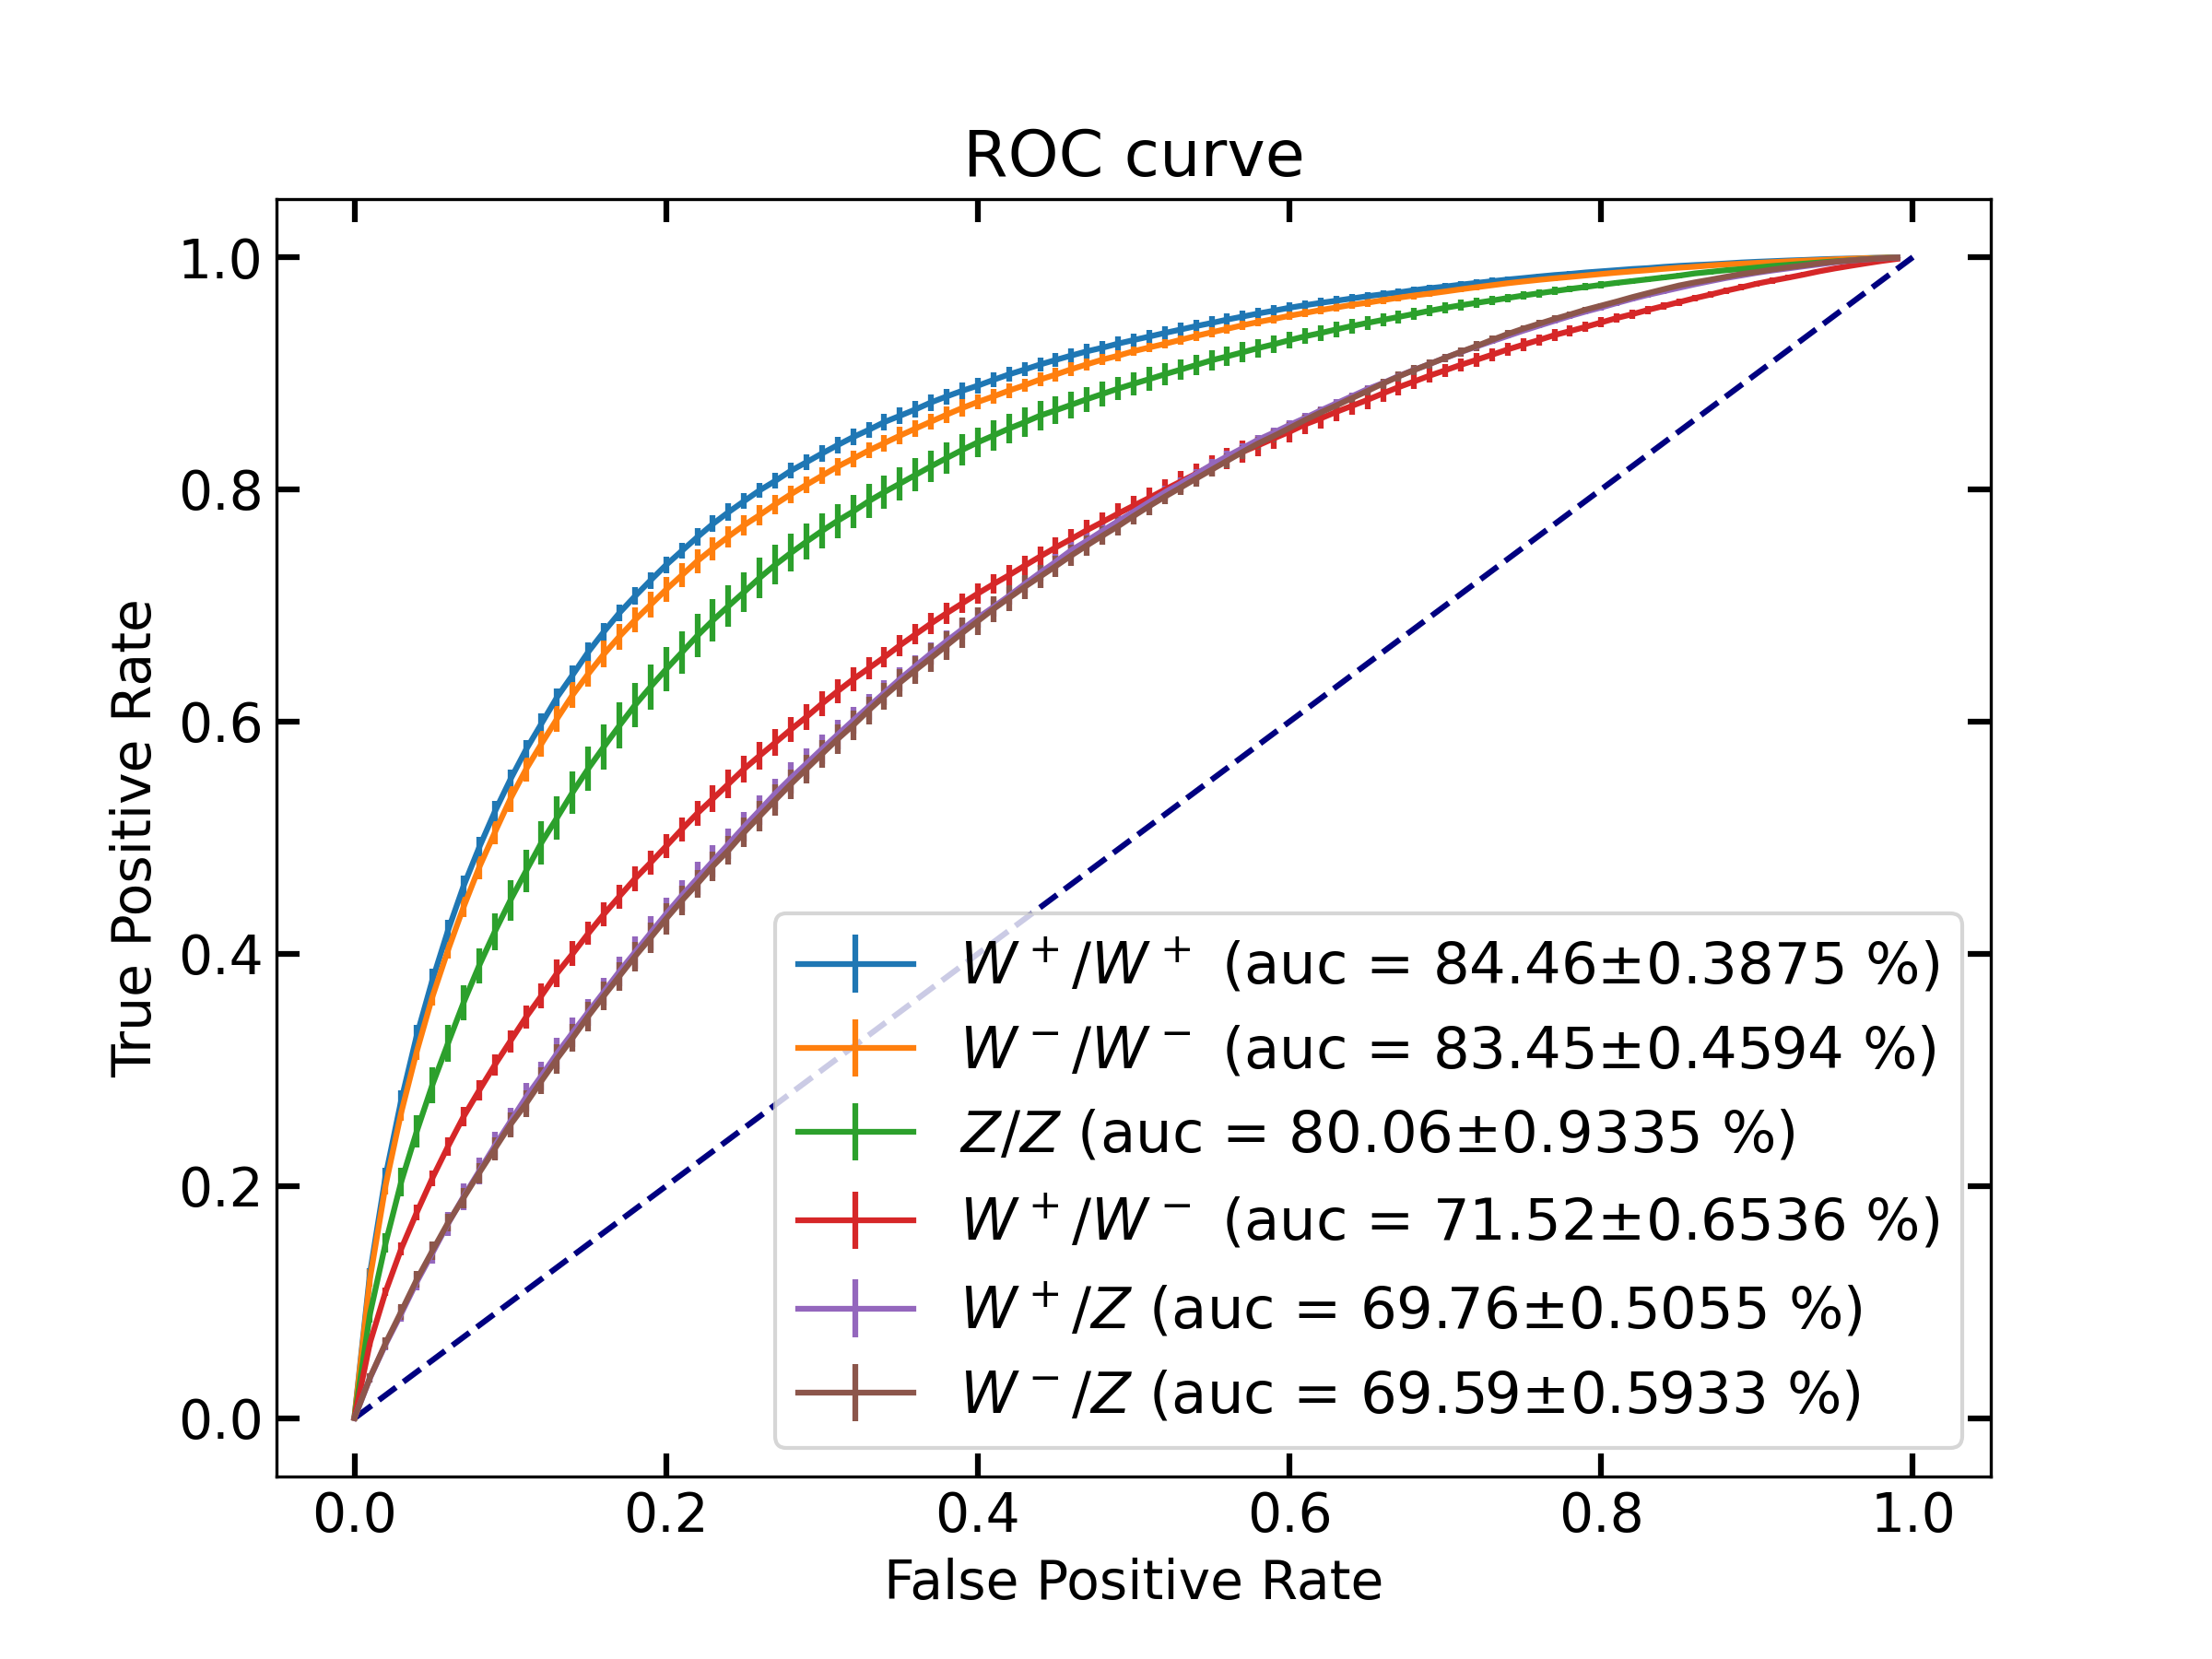 ROC curve
1.0
0.8
0.6
0.4
0.2
0.0
True Positive Rate
W⁺/W⁺ (auc = 84.46±0.3875 %)
W⁻/W⁻ (auc = 83.45±0.4594 %)
Z/Z (auc = 80.06±0.9335 %)
W⁺/W⁻ (auc = 71.52±0.6536 %)
W⁺/Z (auc = 69.76±0.5055 %)
W⁻/Z (auc = 69.59±0.5933 %)
0.0 0.2 0.4 0.6 0.8 1.0
False Positive Rate